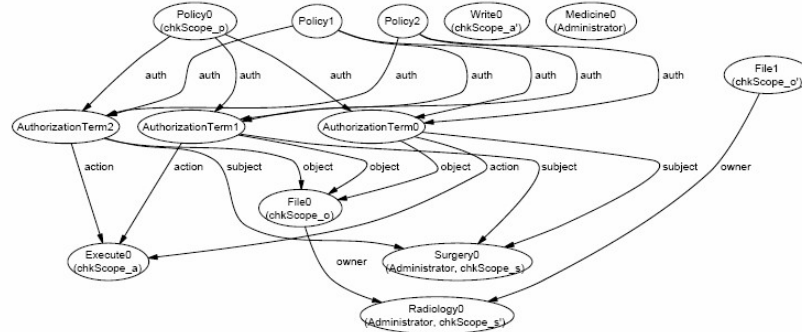 Policy0
(chkScope_p)
Policy1
Policy2
Write0
(chkScope_a')
Medicine0
(Administrator)
File1
(chkScope_o')
auth
auth
auth
auth
auth
auth
auth
auth
auth
AuthorizationTerm2
AuthorizationTerm1
AuthorizationTerm0
action
action
subject
object
object
object
action
subject
subject
owner
File0
(chkScope_o)
Execute0
(chkScope_a)
Surgery0
(Administrator, chkScope_s)
owner
Radiology0
(Administrator, chkScope_s')